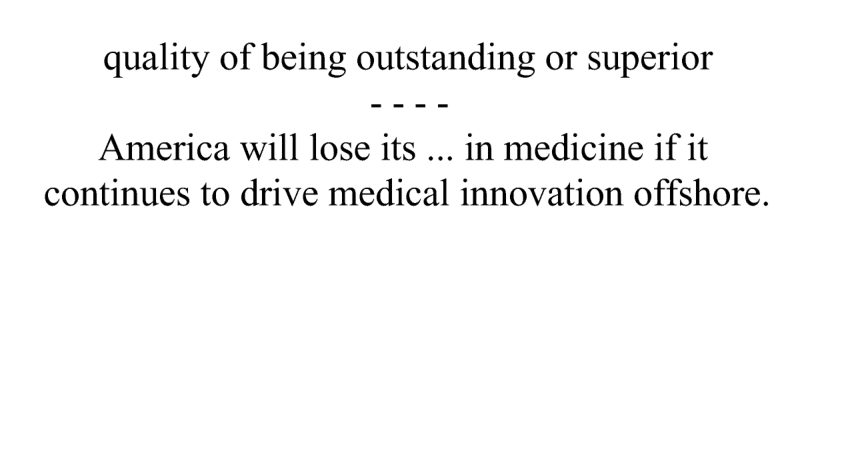 quality of being outstanding or superior
- - - -
America will lose its ... in medicine if it
continues to drive medical innovation offshore.